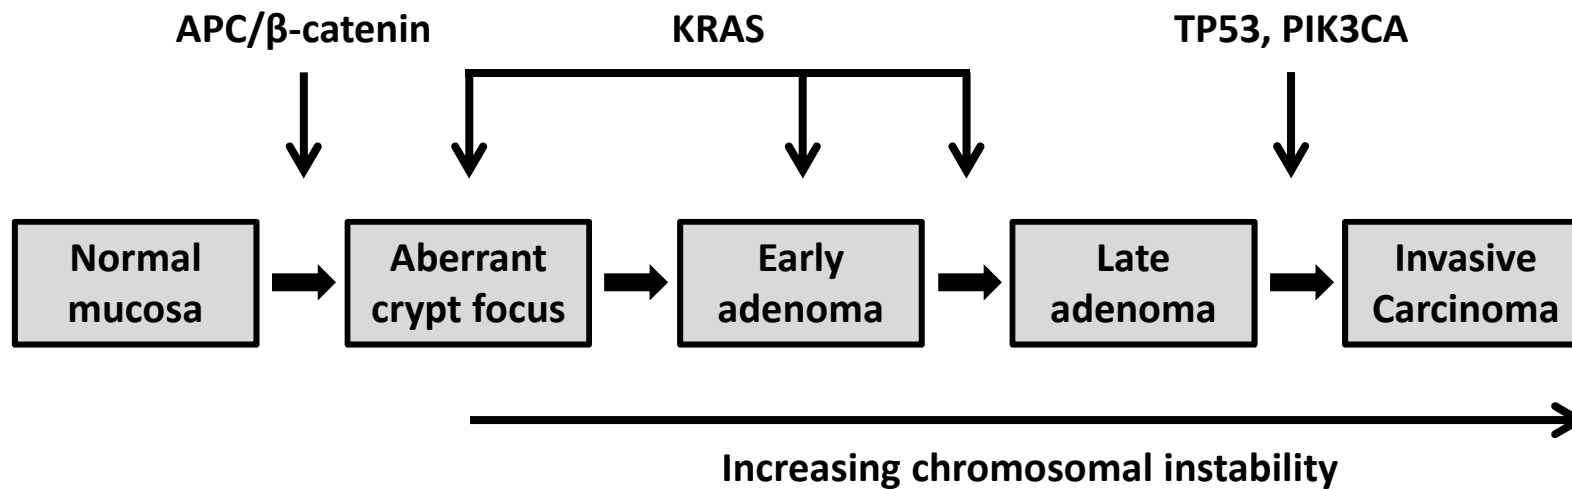 APC/β-catenin
KRAS
TP53, PIK3CA
Normal
mucosa
Aberrant
crypt focus
Early
adenoma
Late
adenoma
Invasive
Carcinoma
Increasing chromosomal instability